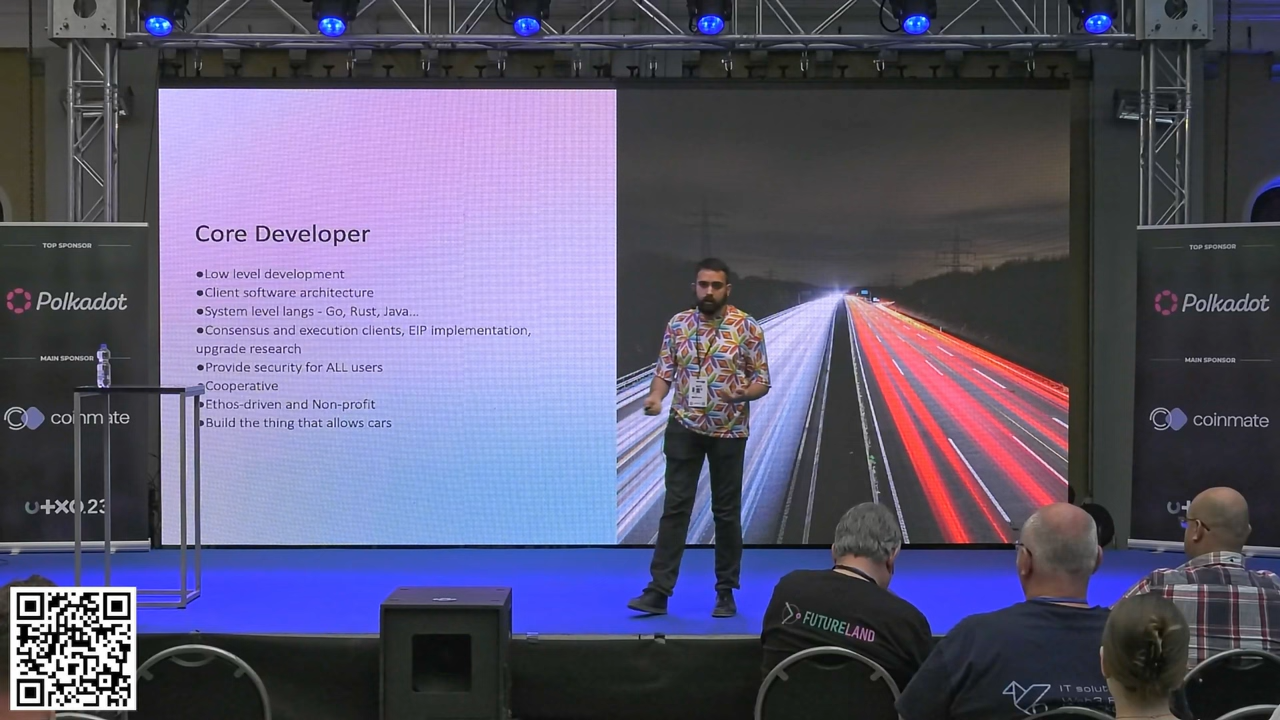 Core Developer
●Low level development
●Client software architecture
●System level langs - Go, Rust, Java...
●Consensus and execution clients, EIP implementation,
upgrade research
●Provide security for ALL users
●Cooperative
●Ethos-driven and Non-profit
●Build the thing that allows cars
TOP SPONSOR
Polkadot
MAIN SPONSOR
coinmate
TOP SPONSOR
Polkadot
MAIN SPONSOR
coinmate
FUTURELAND